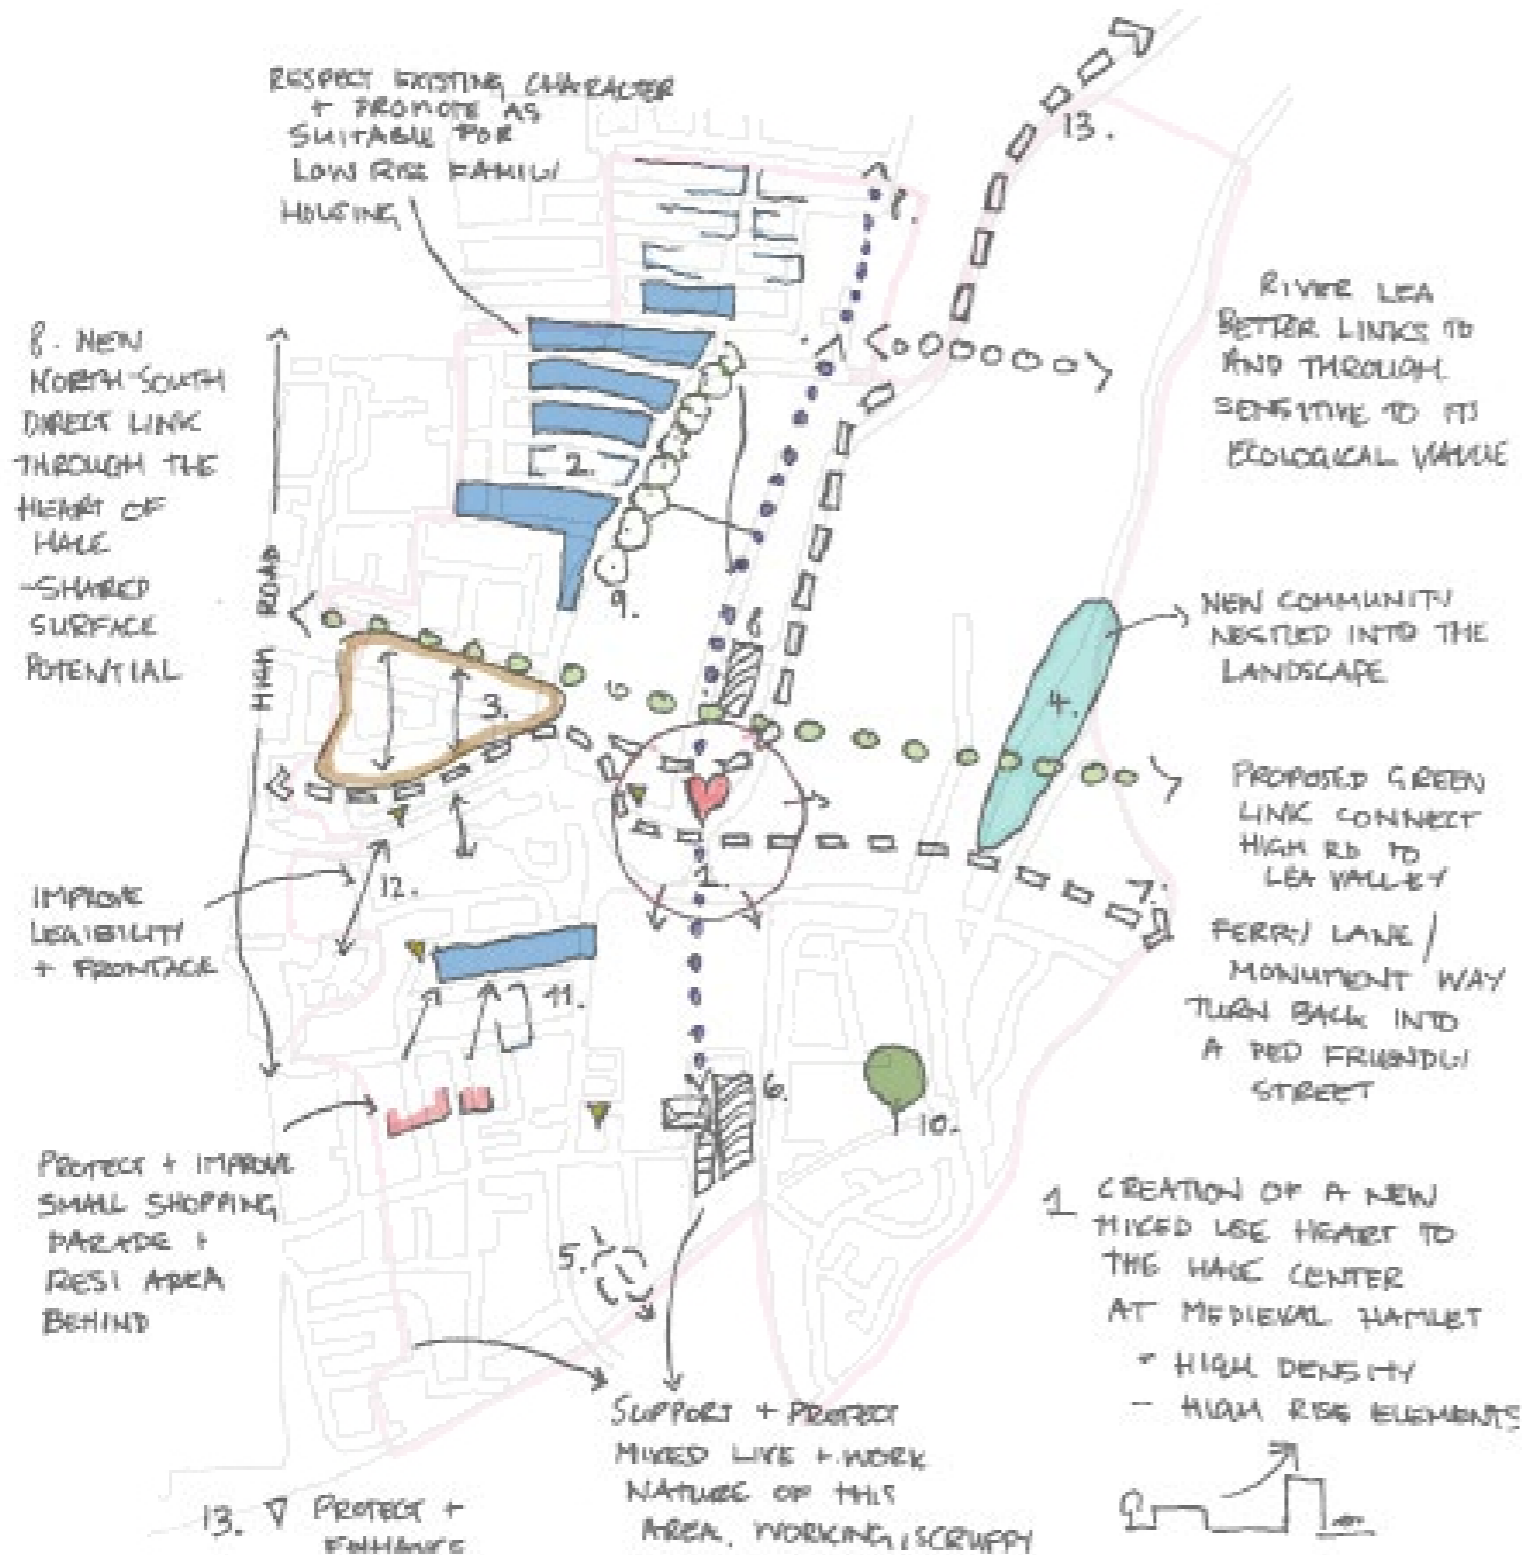 RESPECT EXISTING CHARACTER
+ PROMOTE AS
SUITABLE FOR
LOW RISE FAMILY
HOUSING
13.
8.
RIVER LEA
BETTER LINKS TO
AND THROUGH
SENSITIVE TO ITS
ECOLOGICAL VALUE
8. NEW
NORTH-SOUTH
DIRECT LINK
THROUGH THE
HEART OF
HALE
-SHARED
SURFACE
POTENTIAL
HIGH ROAD
2.
9.
6
3.
4.
NEW COMMUNITY
NESTLED INTO THE
LANDSCAPE
PROPOSED GREEN
LINK CONNECT
HIGH RD TO
LEA VALLEY
1.
7.
12.
IMPROVE
LEGIBILITY
+ FRONTAGE
FERRY LANE /
MONUMENT WAY
TURN BACK INTO
A PED FRIENDLY
STREET
11.
6.
10.
PROTECT + IMPROVE
SMALL SHOPPING
PARADE +
RESI AREA
BEHIND
5.
1 CREATION OF A NEW
MIXED USE HEART TO
THE HALE CENTER
AT MEDIEVAL HAMLET
- HIGH DENSITY
- HIGH RISE ELEMENTS
SUPPORT + PROTECT
MIXED LIVE + WORK
NATURE OF THIS
AREA. WORKING, SCRUFFY
13. ▽ PROTECT +
ENHANCE